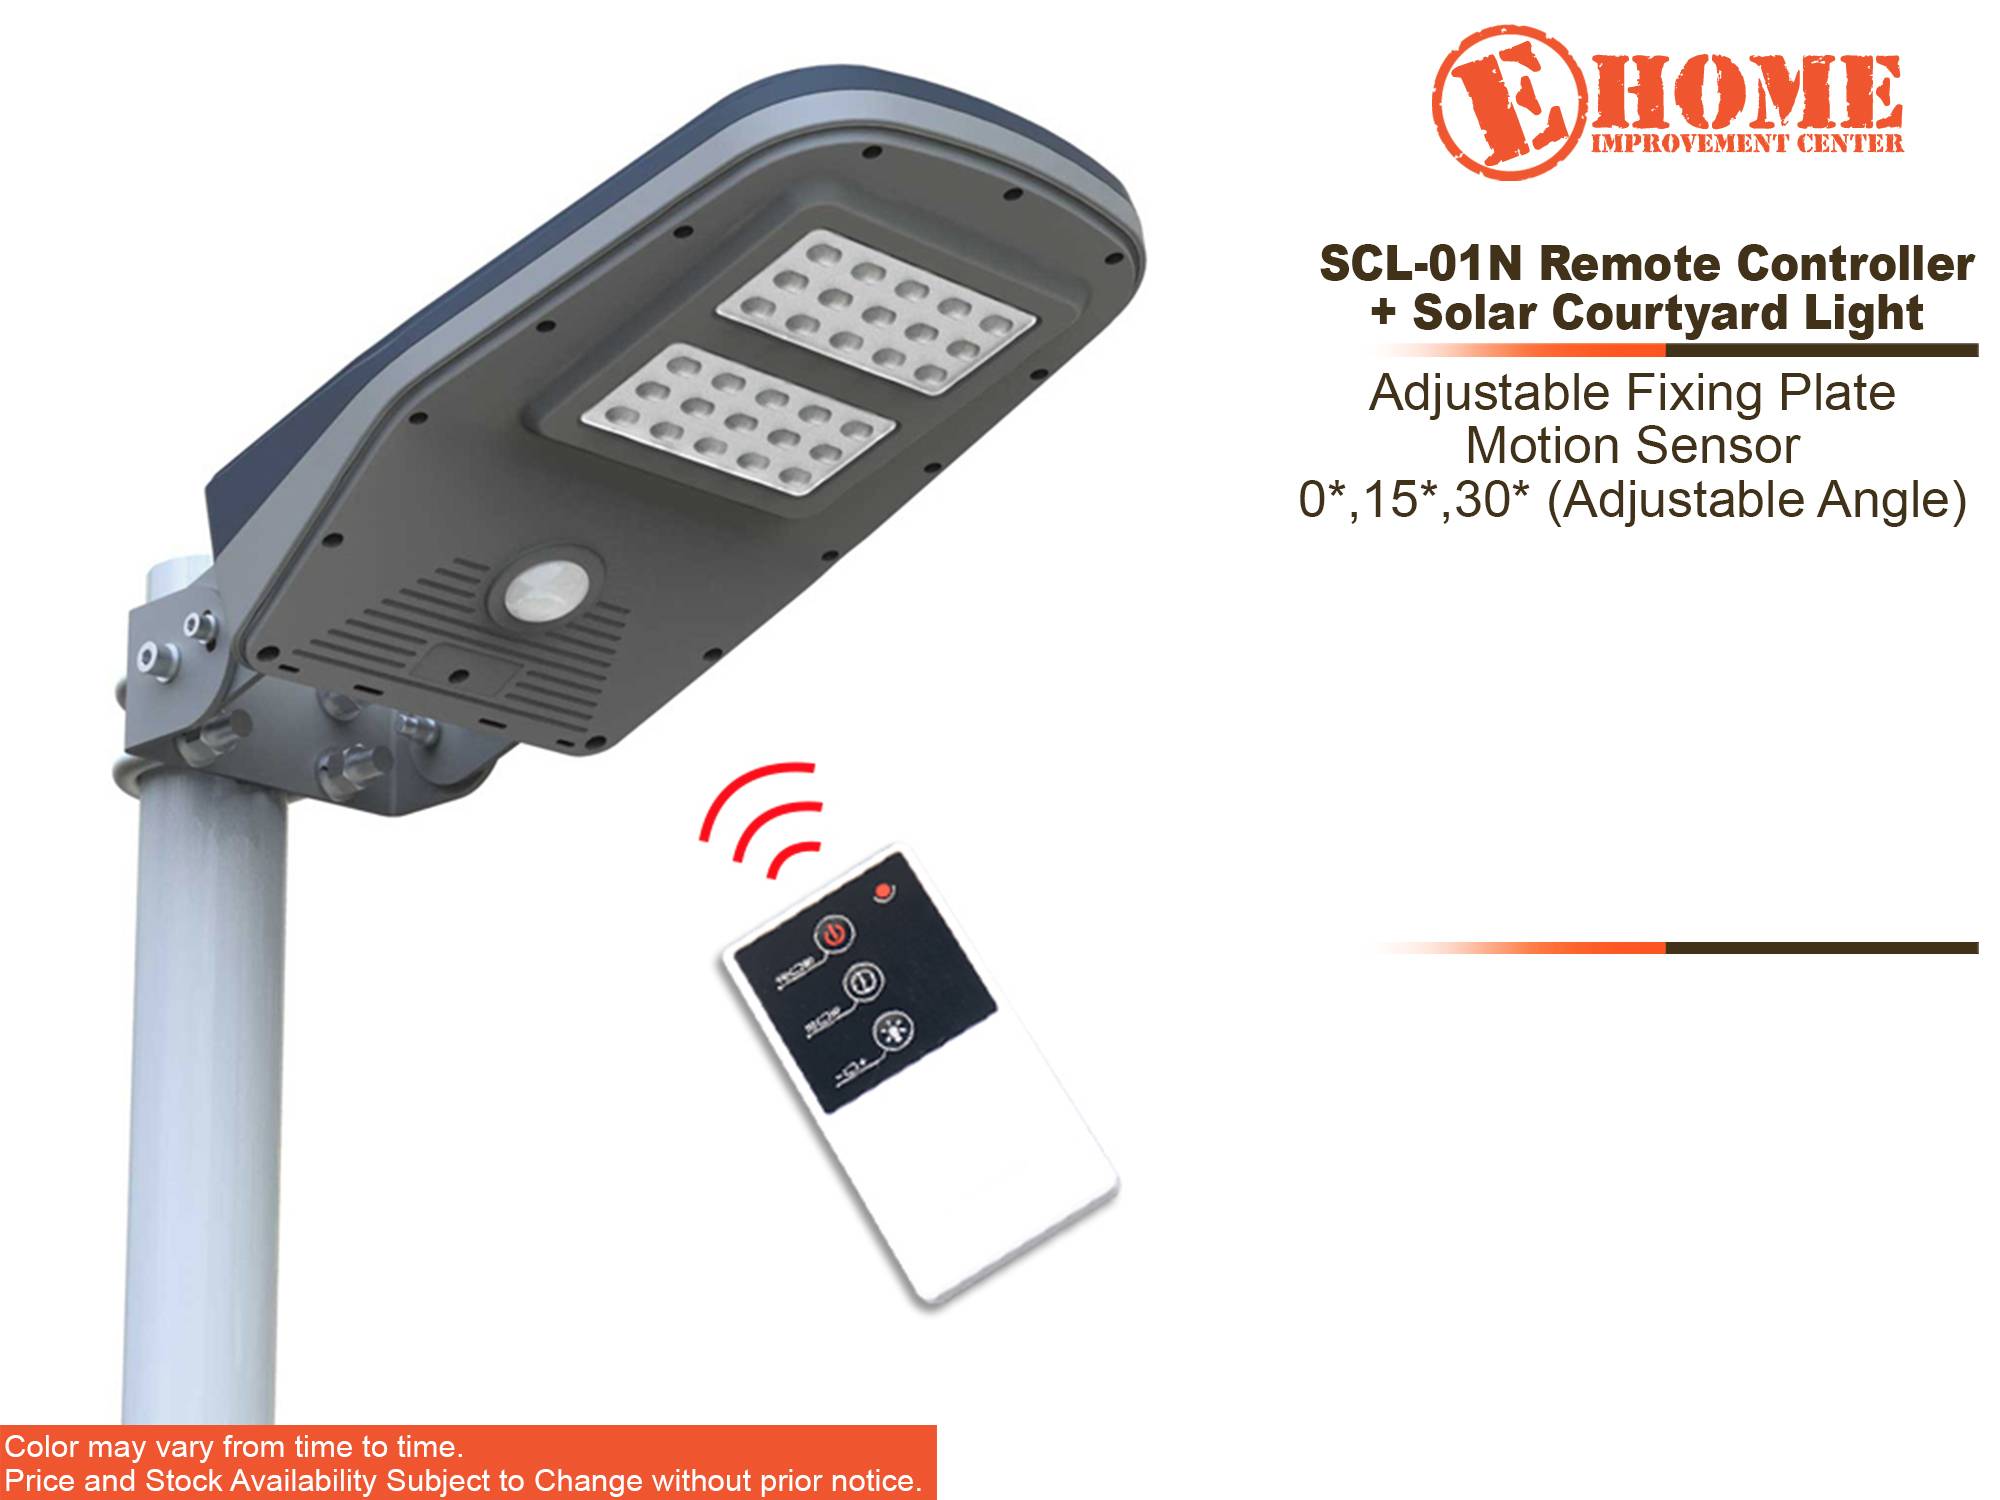 E HOME
IMPROVEMENT CENTER
SCL-01N Remote Controller
+ Solar Courtyard Light
Adjustable Fixing Plate
Motion Sensor
0*,15*,30* (Adjustable Angle)
Color may vary from time to time.
Price and Stock Availability Subject to Change without prior notice.